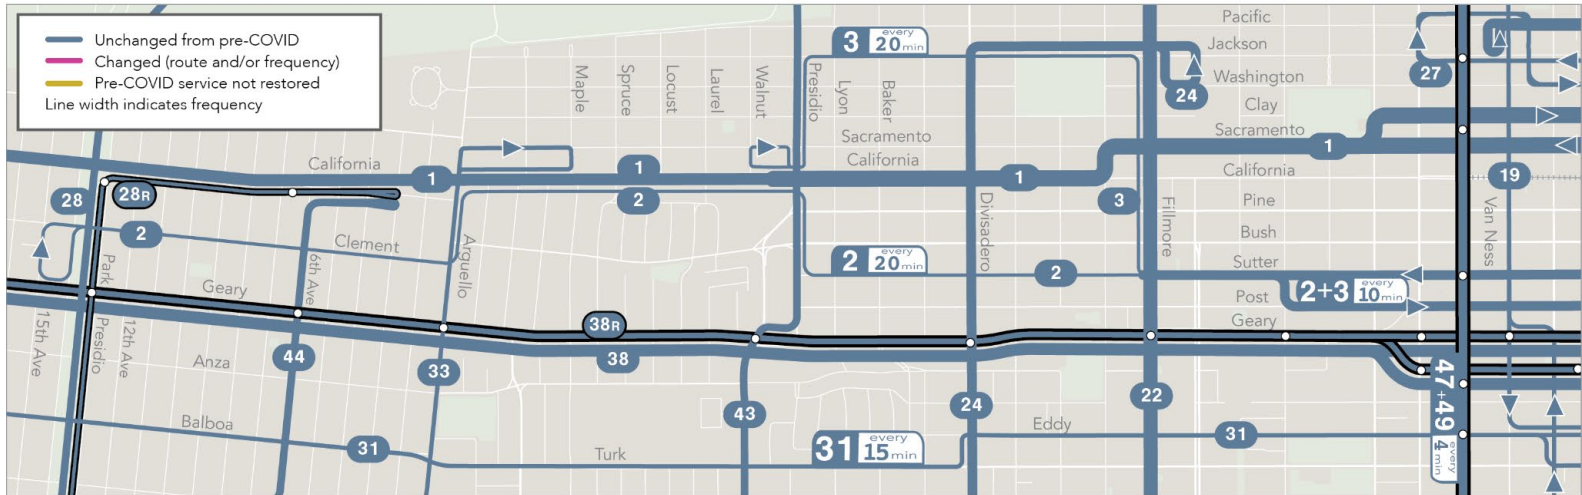 Unchanged from pre-COVID
Changed (route and/or frequency)
Pre-COVID service not restored
Line width indicates frequency
Maple
Spruce
Locust
Laurel
Walnut
Presidio
Lyon
Baker
3 every 20 min
Pacific
Jackson
Washington
Clay
Sacramento
California
27
24
Sacramento
California
California
1
1
1
1
19
28
28R
2
2
3
Pine
Bush
Sutter
Post
Geary
Divisadero
Fillmore
Van Ness
Clement
Arguello
6th Ave
Park
Presidio
12th Ave
15th Ave
Geary
2 every 20 min
2
2+3 every 10 min
38R
38
44
33
Anza
Balboa
31
Turk
43
24
22
31 every 15 min
Eddy
31
47+49 every 4 min